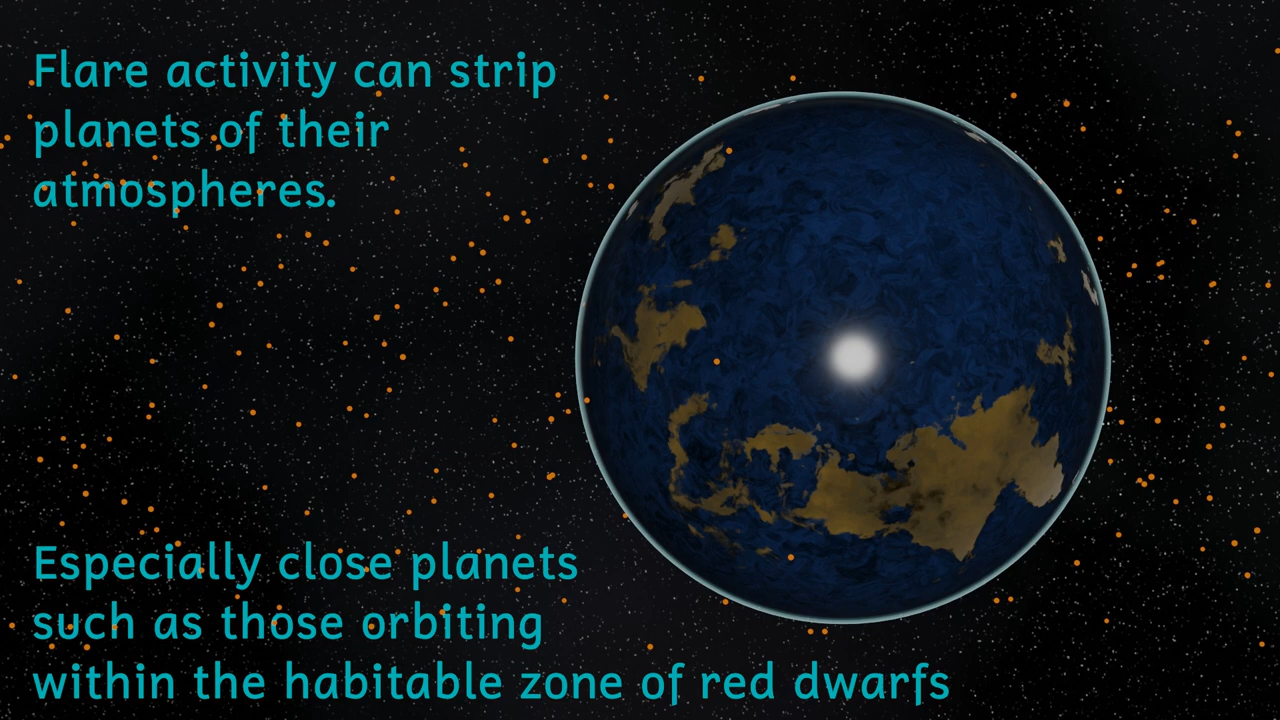 Flare activity can strip
planets of their
atmospheres.
Especially close planets
such as those orbiting
within the habitable zone of red dwarfs